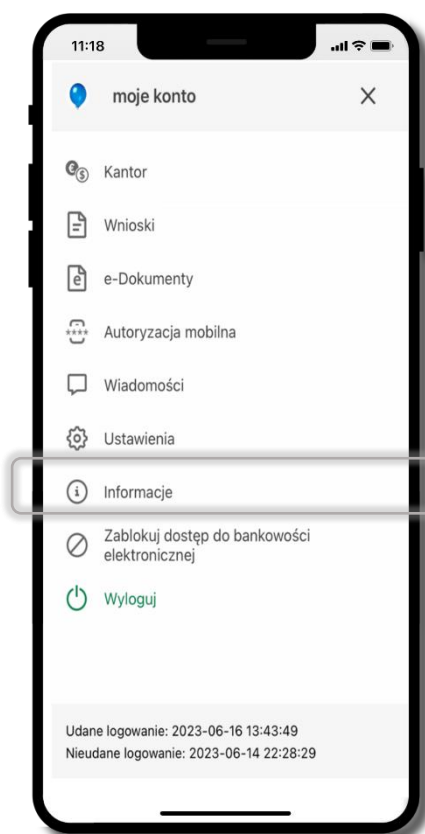 11:18
moje konto
Kantor
Wnioski
e-Dokumenty
Autoryzacja mobilna
Wiadomości
Ustawienia
Informacje
Zablokuj dostęp do bankowości
elektronicznej
Wyloguj
Udane logowanie: 2023-06-16 13:43:49
Nieudane logowanie: 2023-06-14 22:28:29